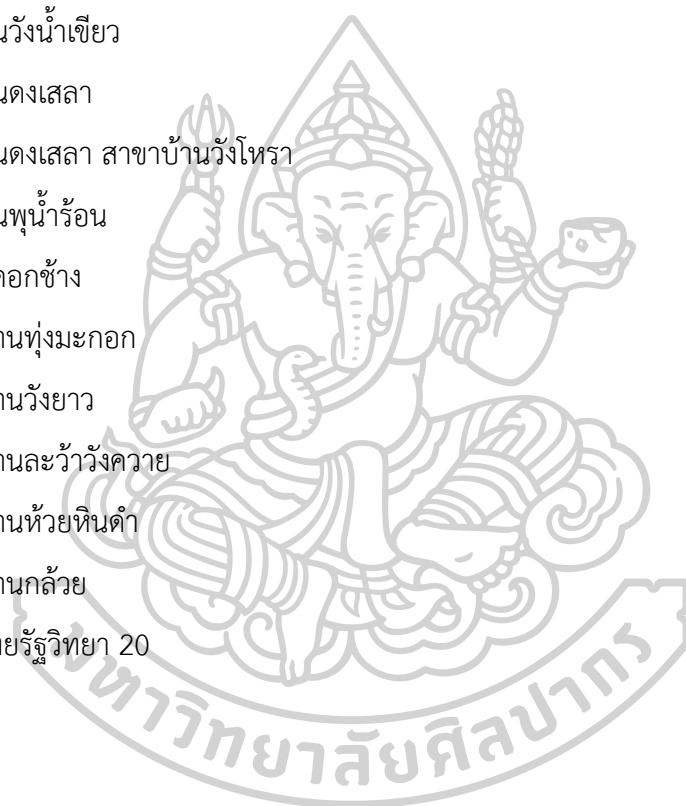 นวังน้ำเขียว
นดงเสลา
นดงเสลา สาขาบ้านวังโหรา
นพุน้ำร้อน
คอกช้าง
านทุ่งมะกอก
านวังยาว
านละว้าวังควาย
านห้วยหินดำ
านกล้วย
ทยรัฐวิทยา 20
มหาวิทยาลัยศิลปากร